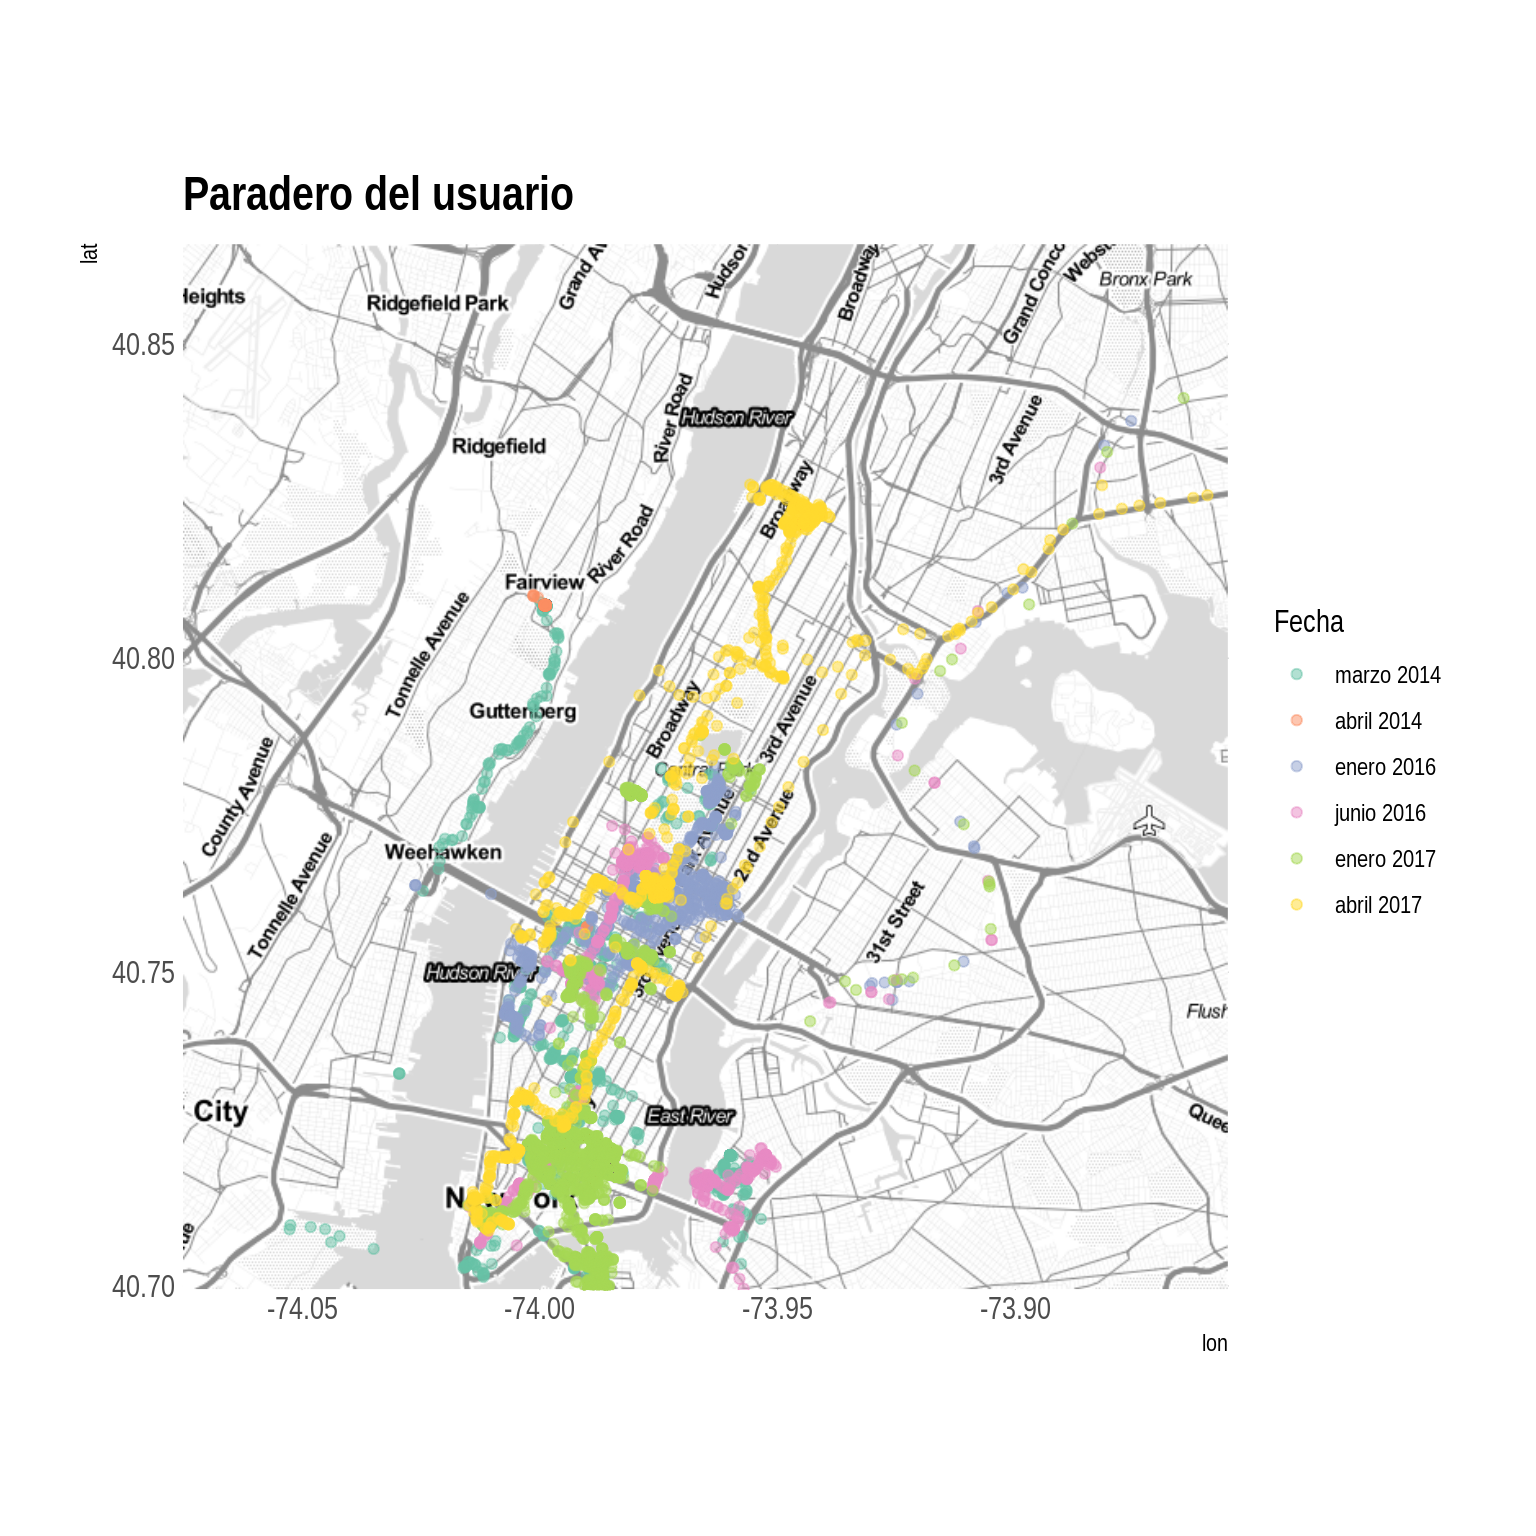 Paradero del usuario
lat
40.85
40.80
40.75
40.70
-74.05
-74.00
-73.95
-73.90
lon
Fecha
marzo 2014
abril 2014
enero 2016
junio 2016
enero 2017
abril 2017
Heights
Ridgefield Park
Grand Av
Hudson
Broadway
Grand Conco
Webst
Bronx Park
River Road
Hudson River
Ridgefield
3rd Avenue
Broadway
River Road
Fairview
Tonnelle Avenue
Guttenberg
Broadway
3rd Avenue
County Avenue
Central Park
2nd Avenue
Weehawken
Tonnelle Avenue
31st Street
Hudson River
3rd Avenue
Flush
City
East River
Quee
New York
ue